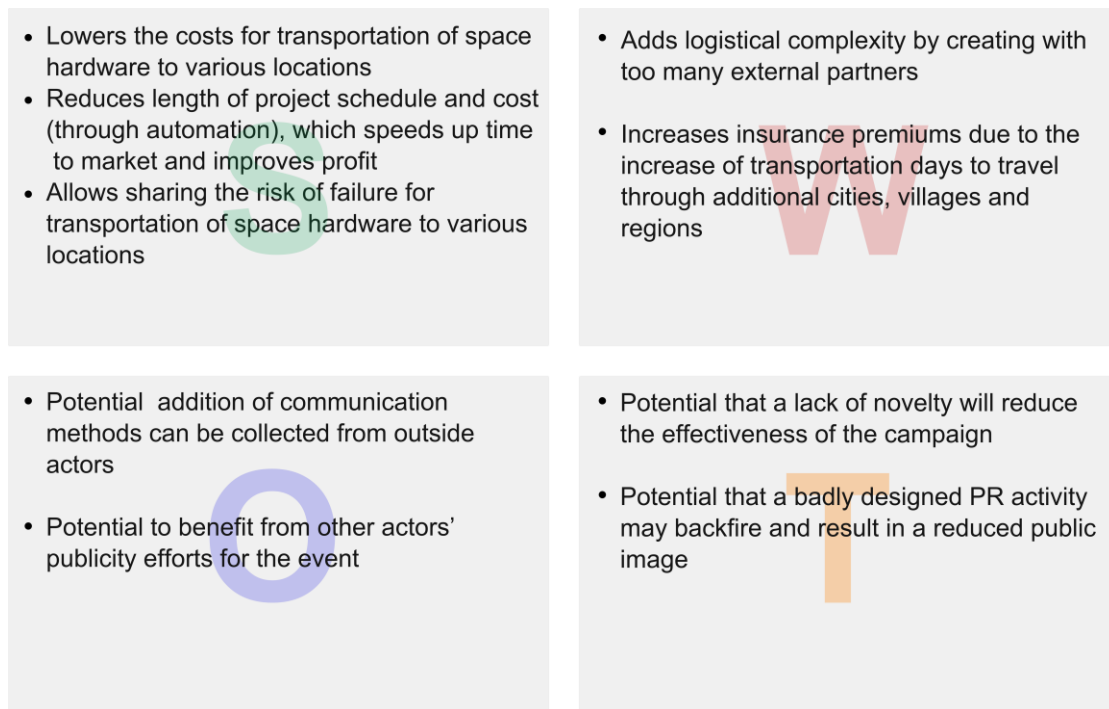 • Lowers the costs for transportation of space
hardware to various locations
• Reduces length of project schedule and cost
(through automation), which speeds up time
to market and improves profit
• Allows sharing the risk of failure for
transportation of space hardware to various
locations
S
• Adds logistical complexity by creating with
too many external partners
• Increases insurance premiums due to the
increase of transportation days to travel
through additional cities, villages and
regions
W
• Potential  addition of communication
methods can be collected from outside
actors
• Potential to benefit from other actors’
publicity efforts for the event
O
• Potential that a lack of novelty will reduce
the effectiveness of the campaign
• Potential that a badly designed PR activity
may backfire and result in a reduced public
image
T